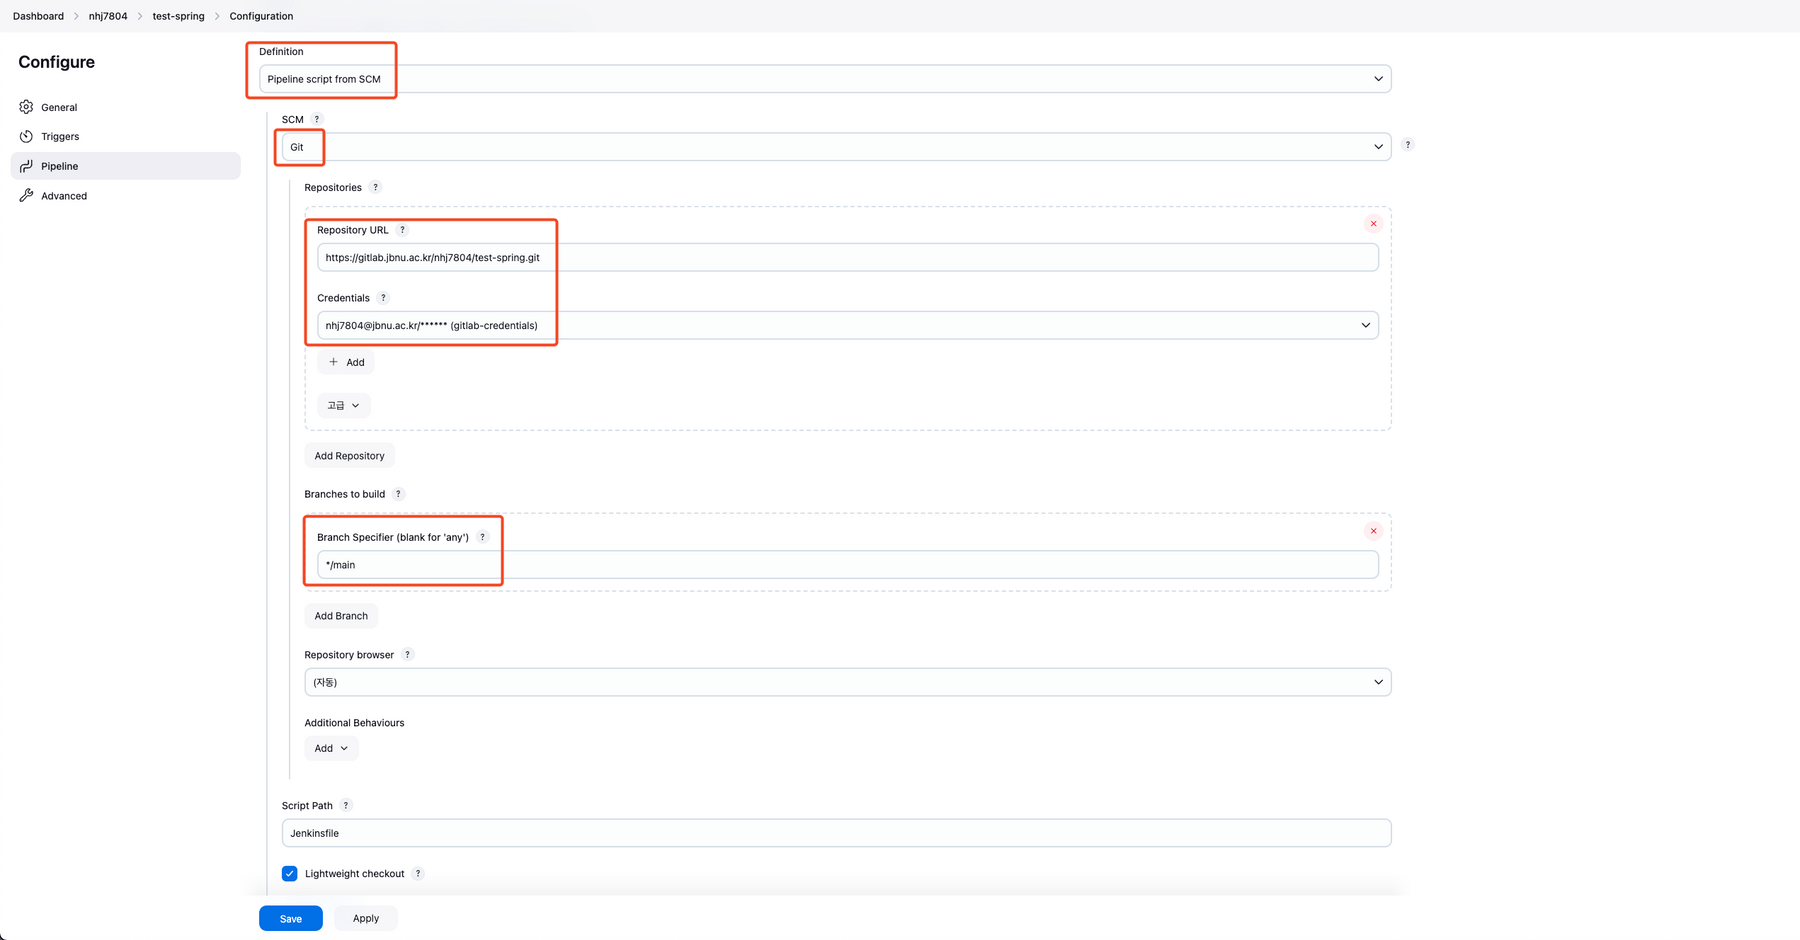 Dashboard > nhj7804 > test-spring > Configuration
Configure
General
Triggers
Pipeline
Advanced
Definition
Pipeline script from SCM
SCM ?
Git
?
Repositories ?
Repository URL ?
https://gitlab.jbnu.ac.kr/nhj7804/test-spring.git
Credentials ?
nhj7804@jbnu.ac.kr/****** (gitlab-credentials)
+ Add
고급
Add Repository
Branches to build ?
Branch Specifier (blank for 'any') ?
*/main
Add Branch
Repository browser ?
(자동)
Additional Behaviours
Add
Script Path ?
Jenkinsfile
Lightweight checkout ?
Save
Apply